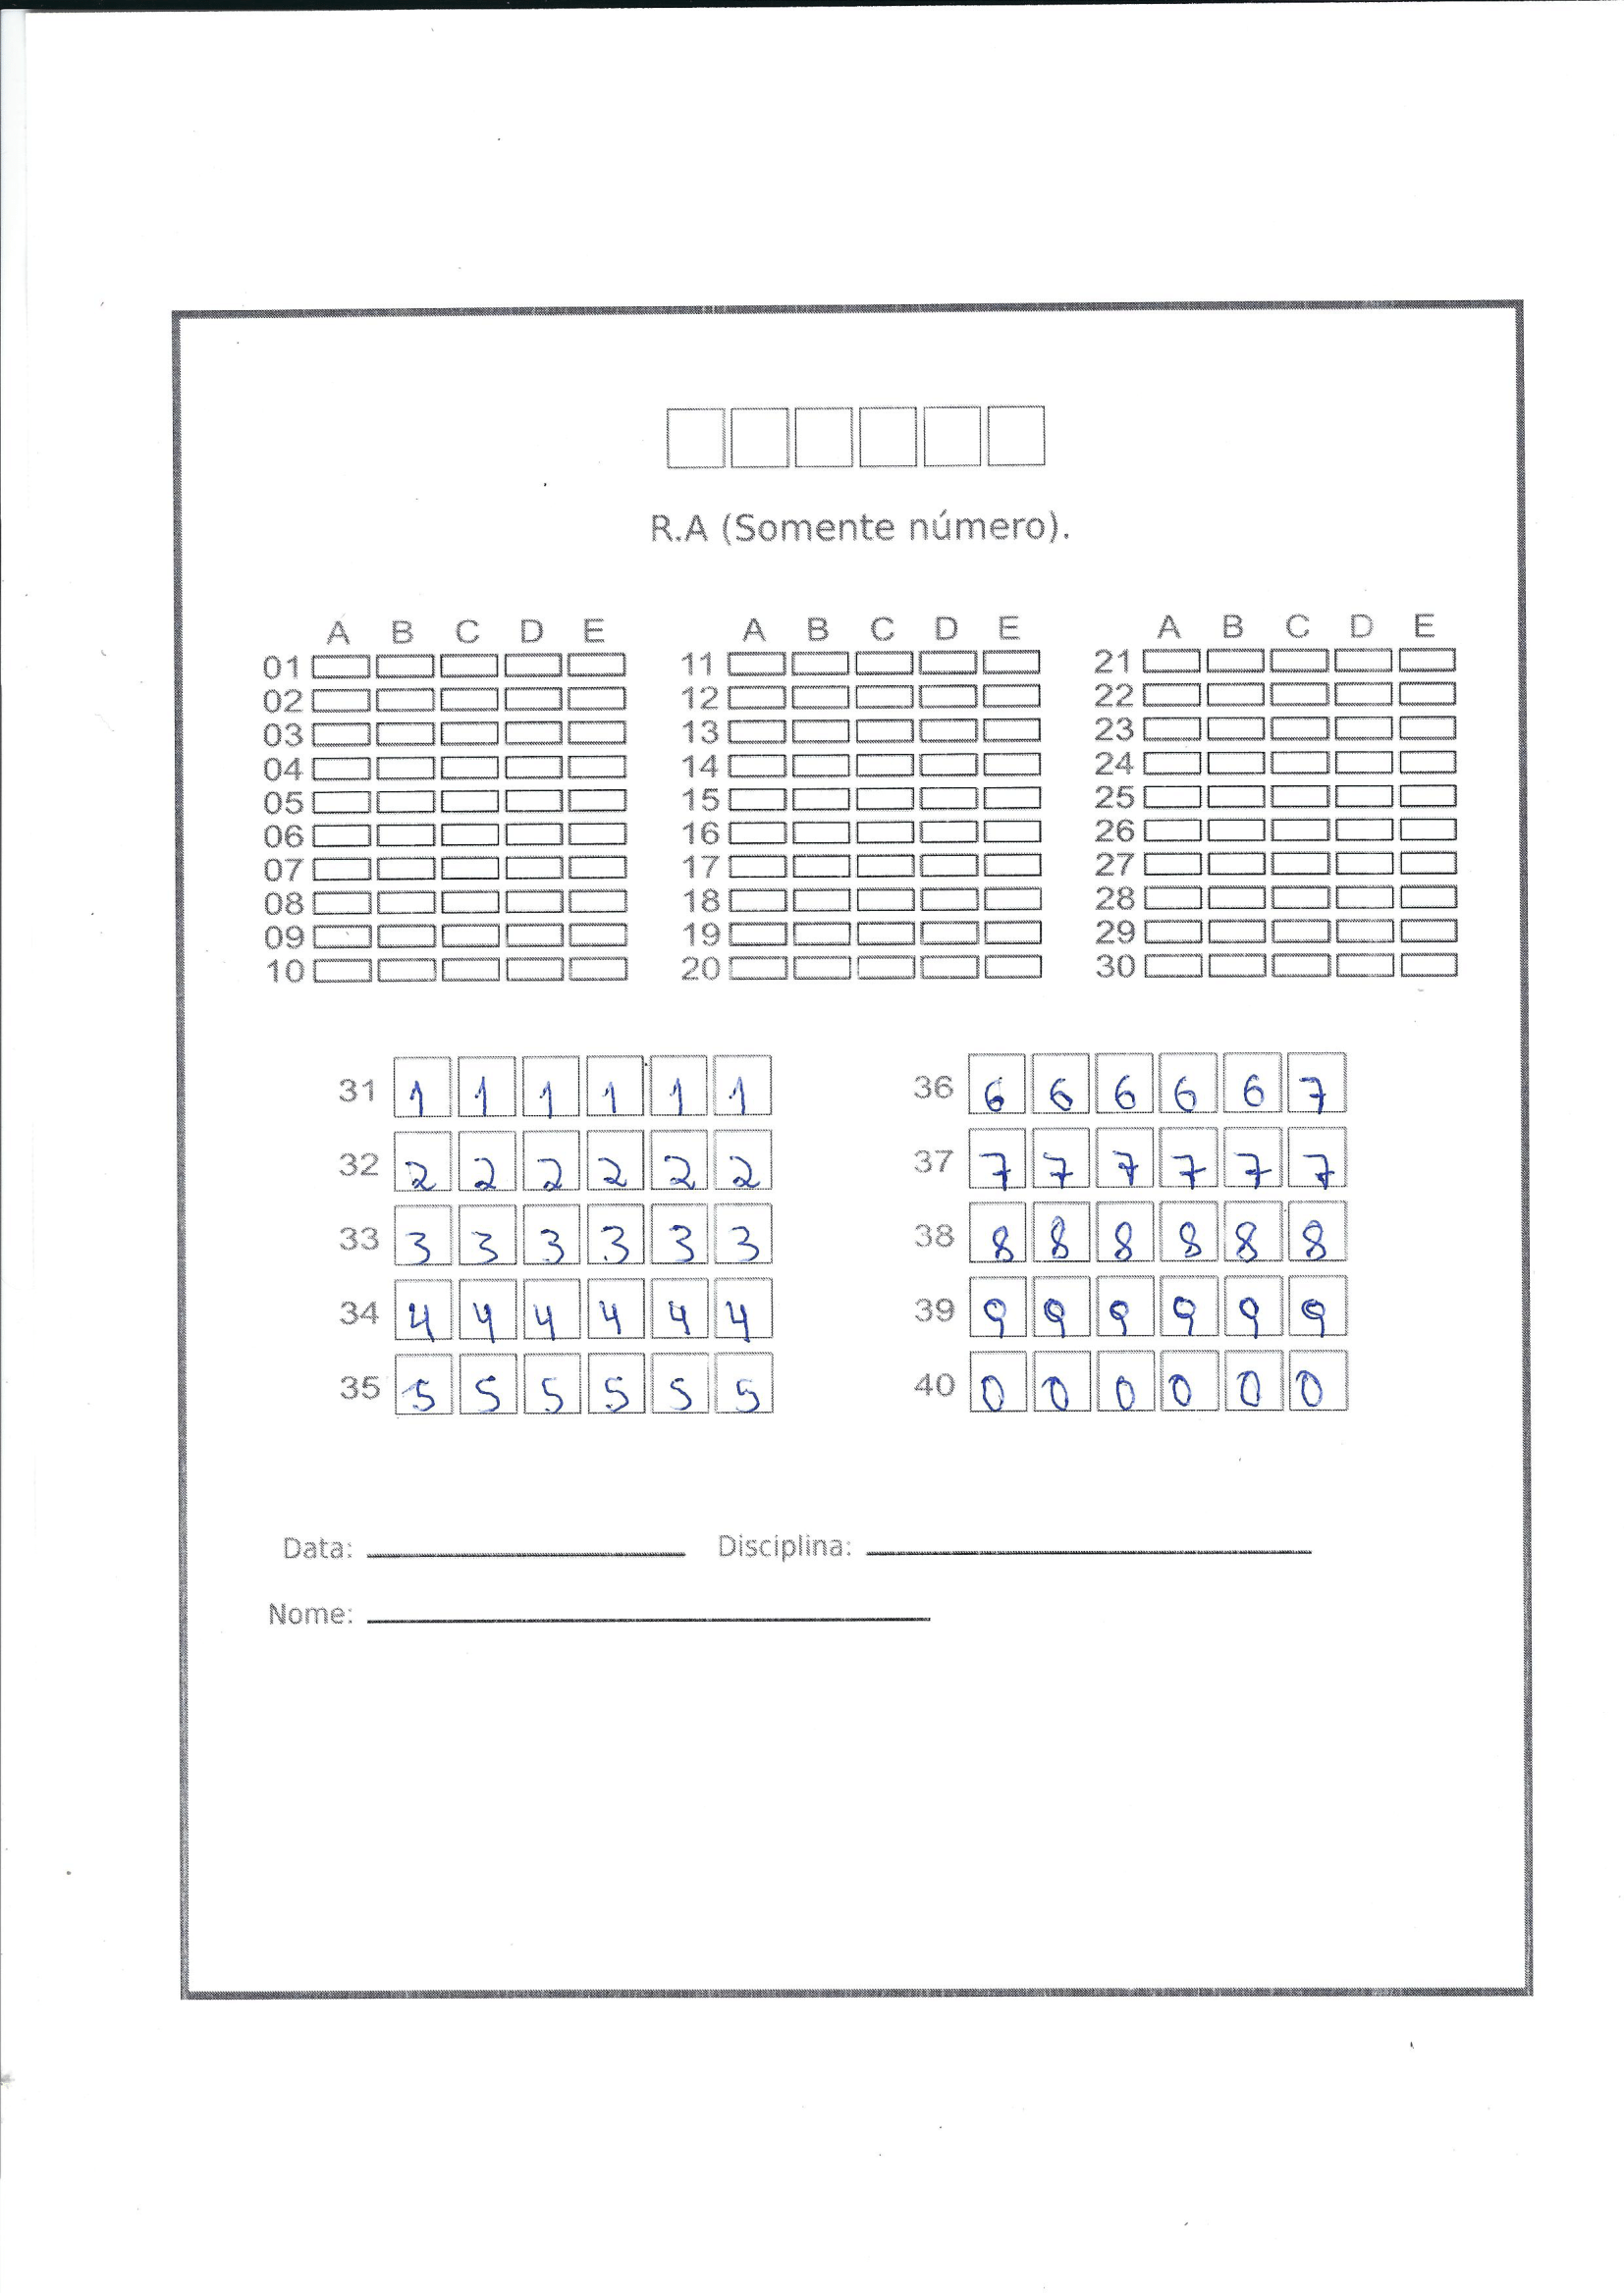 R.A (Somente número).
A B C D E A B C D E A B C D E
01 11 21
02 12 22
03 13 23
04 14 24
05 15 25
06 16 26
07 17 27
08 18 28
09 19 29
10 20 30
31 1 1 1 1 1 1 36 6 6 6 6 6 7
32 2 2 2 2 2 2 37 7 7 7 7 7 7
33 3 3 3 3 3 3 38 8 8 8 8 8 8
34 4 4 4 4 4 4 39 9 9 9 9 9 9
35 5 5 5 5 5 5 40 0 0 0 0 0 0
Data: Disciplina:
Nome: